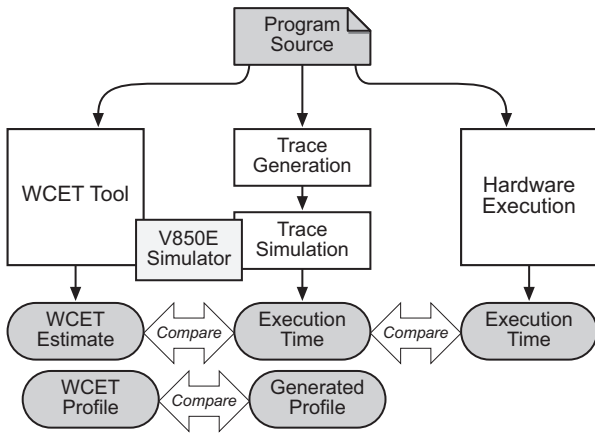 Program
Source
WCET Tool
Trace
Generation
Hardware
Execution
Trace
Simulation
V850E
Simulator
WCET
Estimate
Compare
Execution
Time
Compare
Execution
Time
WCET
Profile
Compare
Generated
Profile